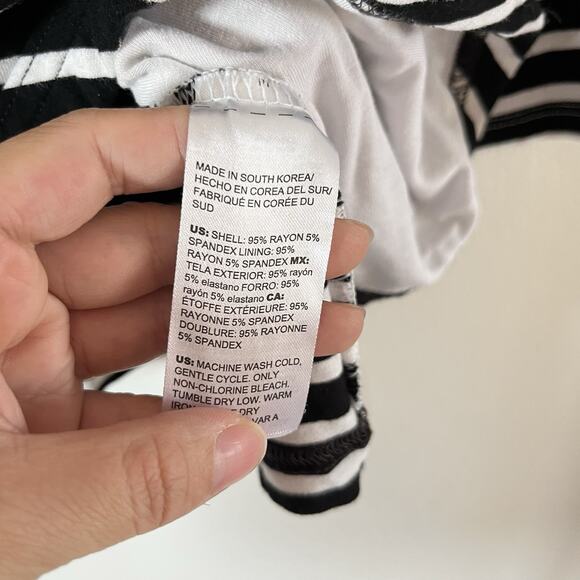 MADE IN SOUTH KOREA/
HECHO EN COREA DEL SUR/
FABRIQUÉ EN CORÉE DU
SUD
US: SHELL: 95% RAYON 5%
SPANDEX LINING: 95%
RAYON 5% SPANDEX MX:
TELA EXTERIOR: 95% rayón
5% elastano FORRO: 95%
rayón 5% elastano CA:
ÉTOFFE EXTÉRIEURE: 95%
RAYONNE 5% SPANDEX
DOUBLURE: 95% RAYONNE
5% SPANDEX
US: MACHINE WASH COLD,
GENTLE CYCLE. ONLY
NON-CHLORINE BLEACH.
TUMBLE DRY LOW. WARM
IRON DRY
A